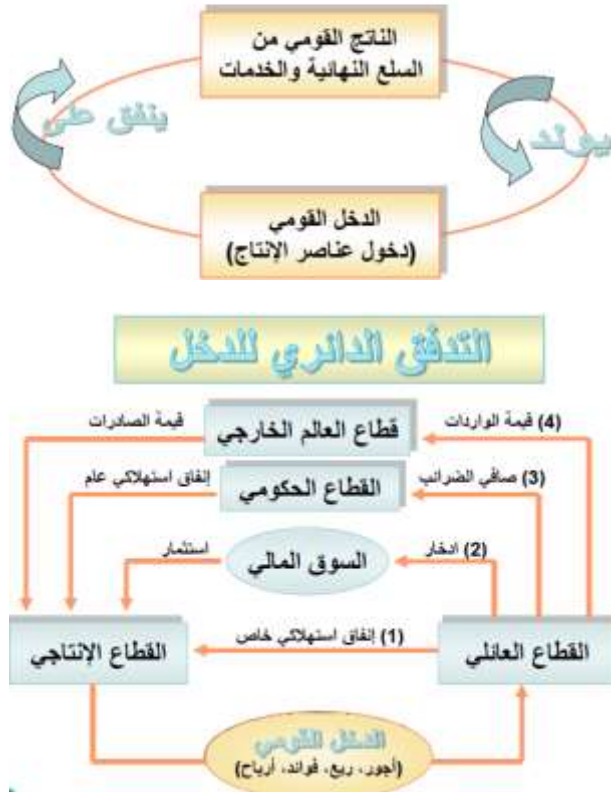 الناتج القومي من
السلع النهائية والخدمات
يولد
ينفق على
الدخل القومي
(دخول عناصر الإنتاج)
التدفق الدائري للدخل
(4) قيمة الواردات
قطاع العالم الخارجي
قيمة الصادرات
(3) صافي الضرائب
القطاع الحكومي
إنفاق استهلاكي عام
(2) ادخار
السوق المالي
استثمار
القطاع العائلي
(1) إنفاق استهلاكي خاص
القطاع الإنتاجي
الدخل القومي
(أجور، ريع، فوائد، أرباح)